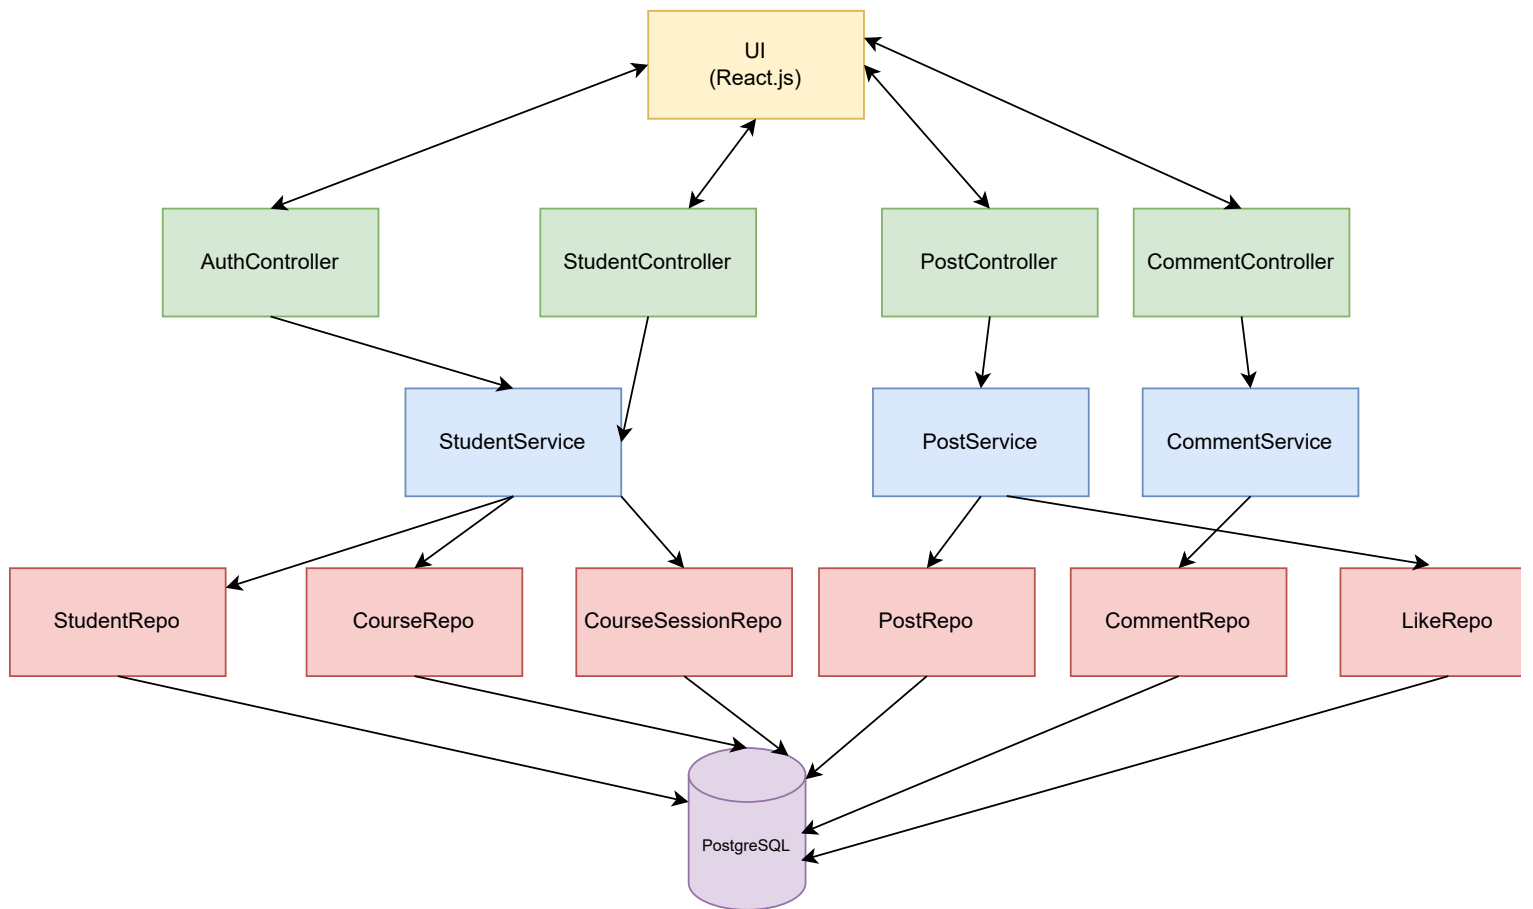 UI
(React.js)
AuthController
StudentController
PostController
CommentController
StudentService
PostService
CommentService
StudentRepo
CourseRepo
CourseSessionRepo
PostRepo
CommentRepo
LikeRepo
PostgreSQL